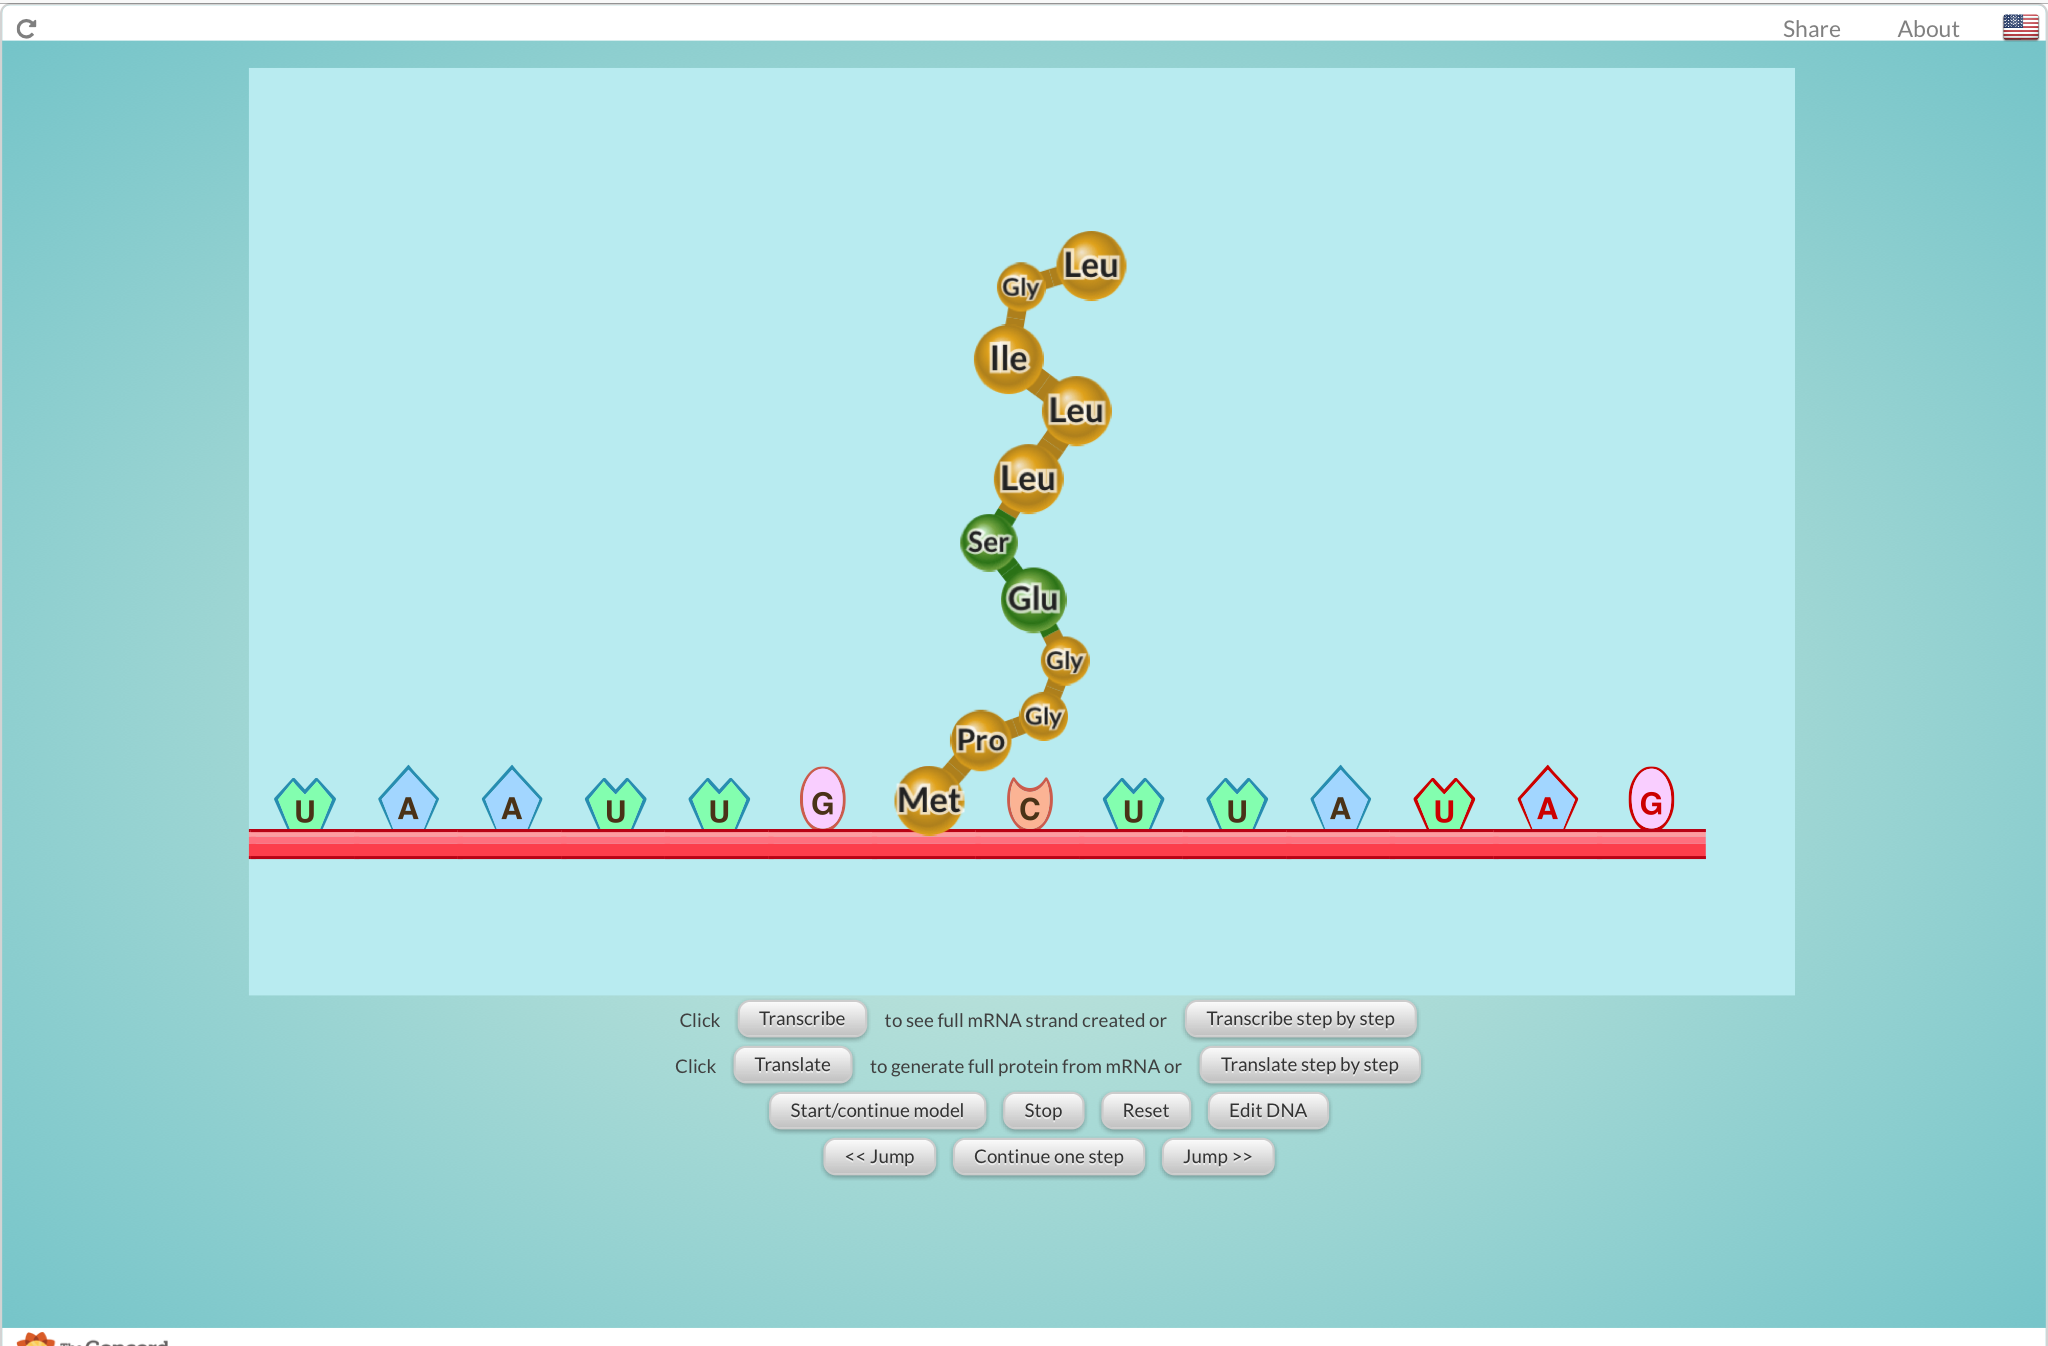 Share About
Leu
Gly
Ile
Leu
Leu
Ser
Glu
Gly
Gly
Pro
Met
U A A U U G C U U A U A G
Click Transcribe to see full mRNA strand created or Transcribe step by step
Click Translate to generate full protein from mRNA or Translate step by step
Start/continue model Stop Reset Edit DNA
<< Jump Continue one step Jump >>
Concord